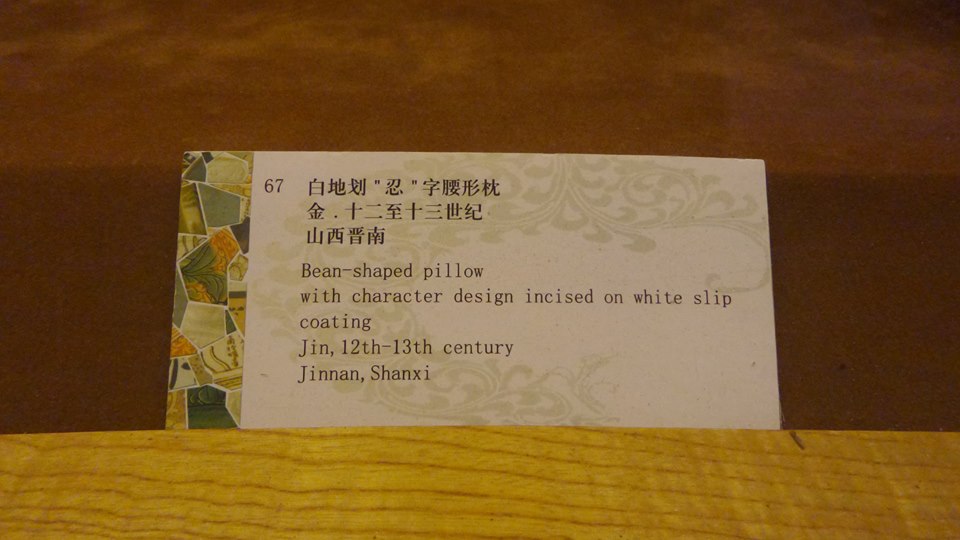 67 白地划"忍"字腰形枕
金.十二至十三世纪
山西晋南
Bean-shaped pillow
with character design incised on white slip
coating
Jin,12th-13th century
Jinnan,Shanxi